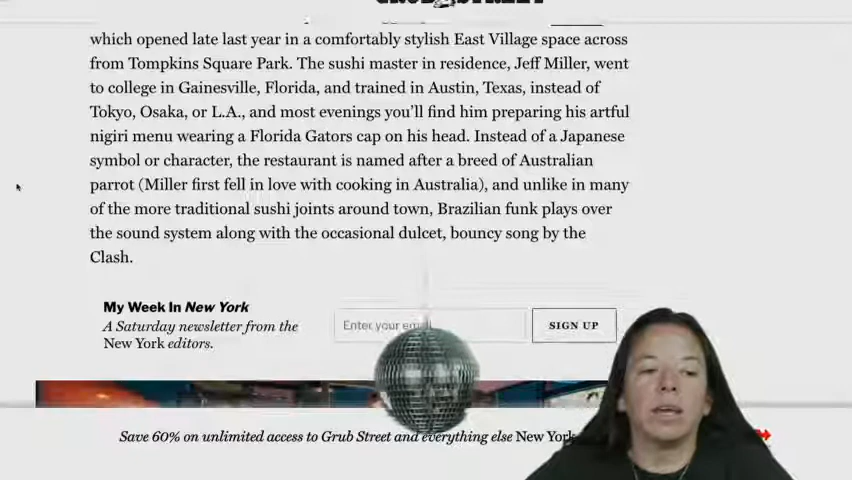 GRUB STREET
which opened late last year in a comfortably stylish East Village space across
from Tompkins Square Park. The sushi master in residence, Jeff Miller, went
to college in Gainesville, Florida, and trained in Austin, Texas, instead of
Tokyo, Osaka, or L.A., and most evenings you’ll find him preparing his artful
nigiri menu wearing a Florida Gators cap on his head. Instead of a Japanese
symbol or character, the restaurant is named after a breed of Australian
parrot (Miller first fell in love with cooking in Australia), and unlike in many
of the more traditional sushi joints around town, Brazilian funk plays over
the sound system along with the occasional dulcet, bouncy song by the
Clash.
My Week In New York
A Saturday newsletter from the
New York editors.
Enter your email
SIGN UP
Save 60% on unlimited access to Grub Street and everything else New York